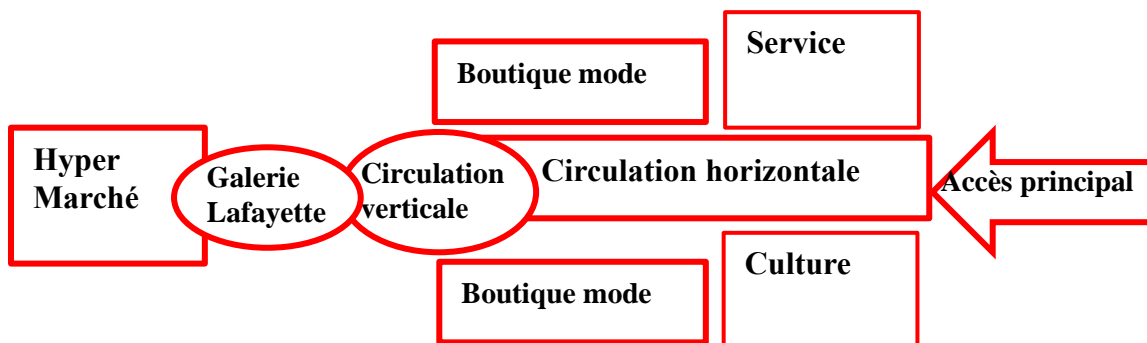 Service
Boutique mode
Hyper
Marché
Galerie
Lafayette
Circulation
verticale
Circulation horizontale
Accès principal
Boutique mode
Culture